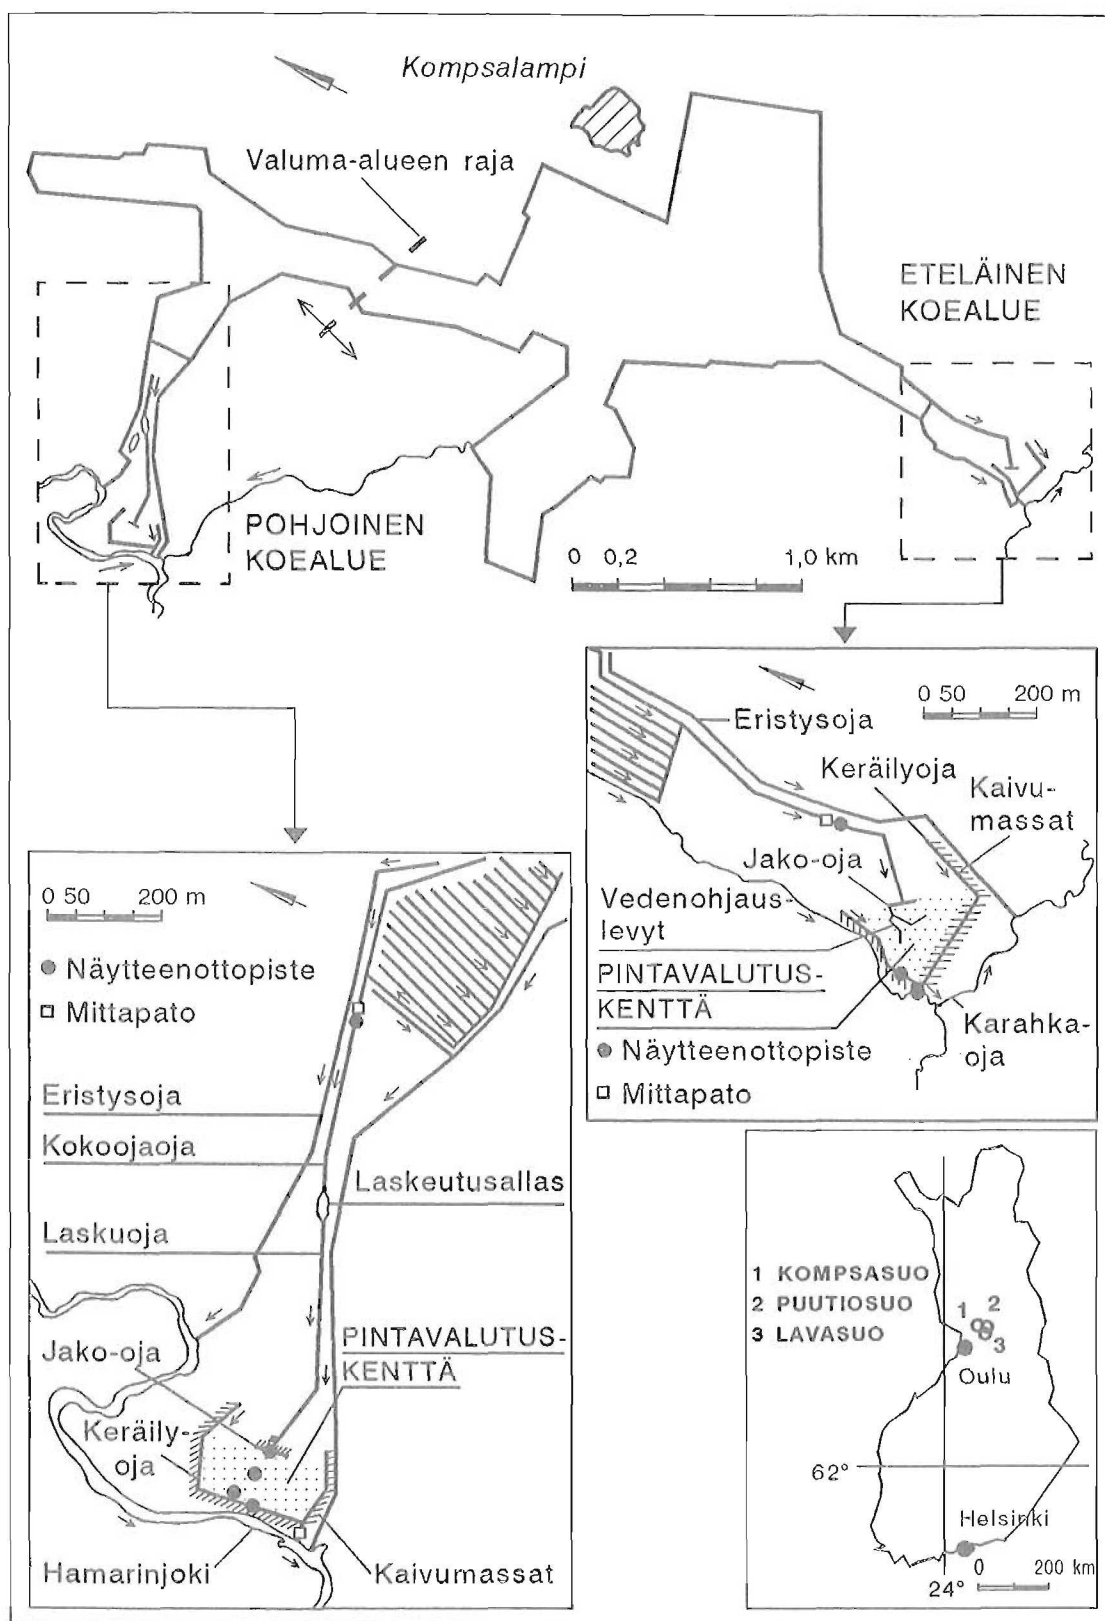 Kompsalampi
Valuma-alueen raja
ETELÄINEN
KOEALUE
POHJOINEN
KOEALUE
0 0,2 1,0 km
0 50 200 m
Eristysoja
Keräilyoja
Kaivu-
massat
Jako-oja
Vedenohjaus-
levyt
PINTAVALUTUS-
KENTTÄ
Karahka-
oja
Näytteenottopiste
Mittapato
0 50 200 m
Näytteenottopiste
Mittapato
Eristysoja
Kokoojaoja
Laskeutusallas
Laskuoja
PINTAVALUTUS-
KENTTÄ
Jako-oja
Keräily-
oja
Hamarinjoki
Kaivumassat
1 KOMPSASUO
2 PUUTIOSUO
3 LAVASUO
1 2
3
Oulu
62°
Helsinki
0 200 km
24°